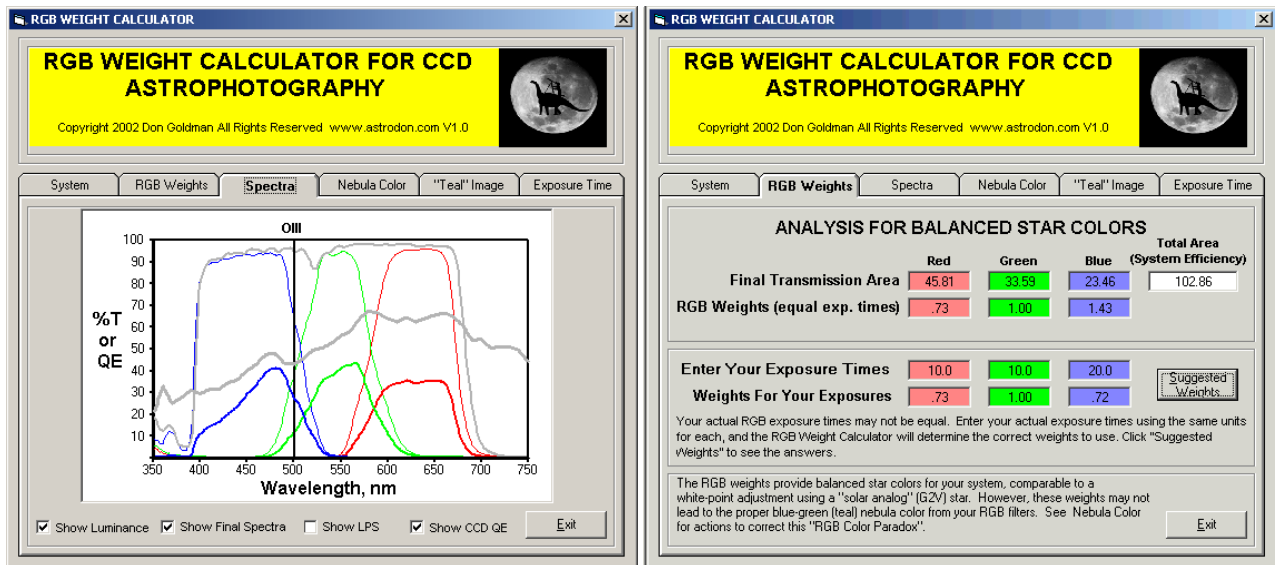 RGB WEIGHT CALCULATOR
RGB WEIGHT CALCULATOR FOR CCD
ASTROPHOTOGRAPHY
Copyright 2002 Don Goldman All Rights Reserved www.astrodon.com V1.0
System RGB Weights Spectra Nebula Color "Teal" Image Exposure Time
OIII
%T
or
QE
100
90
80
70
60
50
40
30
20
10
350 400 450 500 550 600 650 700 750
Wavelength, nm
Show Luminance Show Final Spectra Show LPS Show CCD QE Exit
RGB WEIGHT CALCULATOR
RGB WEIGHT CALCULATOR FOR CCD
ASTROPHOTOGRAPHY
Copyright 2002 Don Goldman All Rights Reserved www.astrodon.com V1.0
System RGB Weights Spectra Nebula Color "Teal" Image Exposure Time
ANALYSIS FOR BALANCED STAR COLORS
Red Green Blue Total Area
(System Efficiency)
Final Transmission Area 45.81 33.59 23.46 102.86
RGB Weights (equal exp. times) .73 1.00 1.43
Enter Your Exposure Times 10.0 10.0 20.0
Weights For Your Exposures .73 1.00 .72
Suggested
Weights
Your actual RGB exposure times may not be equal. Enter your actual exposure times using the same units
for each, and the RGB Weight Calculator will determine the correct weights to use. Click "Suggested
Weights" to see the answers.
The RGB weights provide balanced star colors for your system, comparable to a
white-point adjustment using a "solar analog" (G2V) star. However, these weights may not
lead to the proper blue-green (teal) nebula color from your RGB filters. See Nebula Color
for actions to correct this "RGB Color Paradox".
Exit